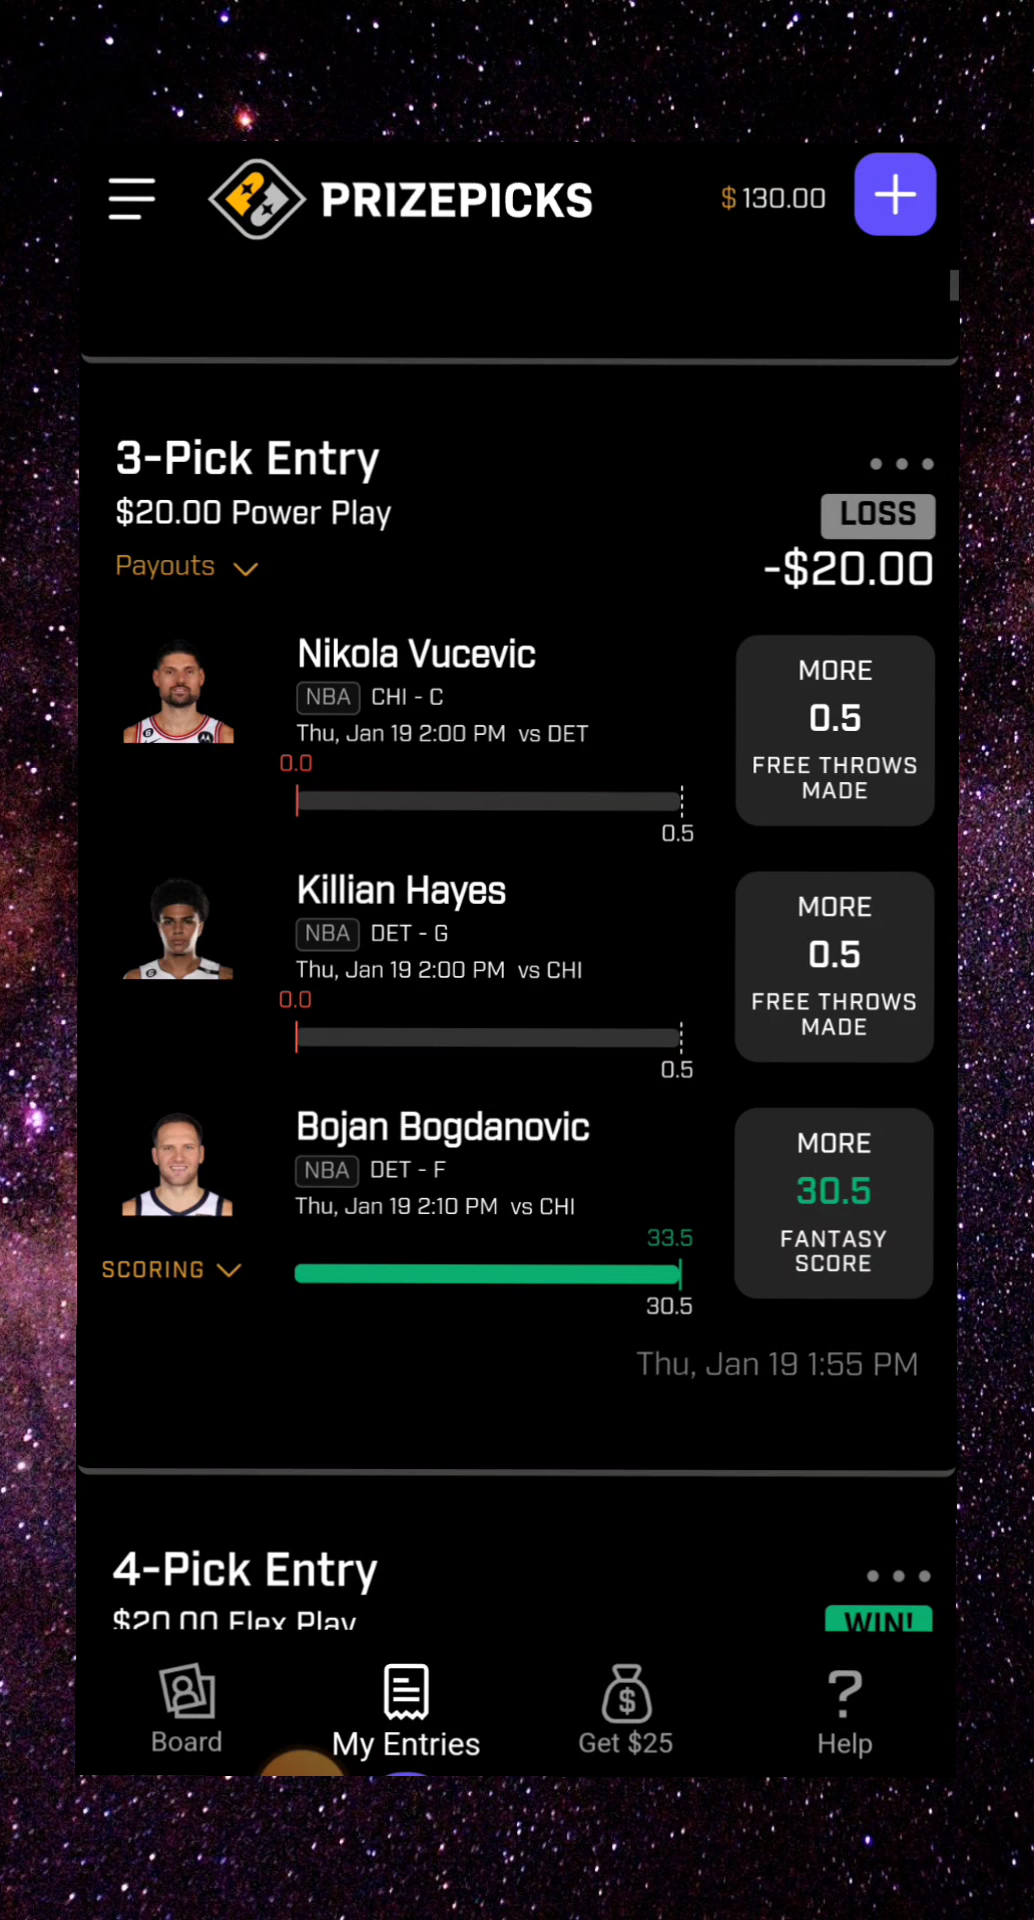 PRIZEPICKS
$ 130.00
3-Pick Entry
$20.00 Power Play
LOSS
Payouts
-$20.00
Nikola Vucevic
NBA CHI - C
Thu, Jan 19 2:00 PM vs DET
0.0
0.5
MORE
0.5
FREE THROWS
MADE
Killian Hayes
NBA DET - G
Thu, Jan 19 2:00 PM vs CHI
0.0
0.5
MORE
0.5
FREE THROWS
MADE
Bojan Bogdanovic
NBA DET - F
Thu, Jan 19 2:10 PM vs CHI
33.5
SCORING
30.5
MORE
30.5
FANTASY
SCORE
Thu, Jan 19 1:55 PM
4-Pick Entry
$20.00 Flex Play
WIN!
Board
My Entries
Get $25
Help